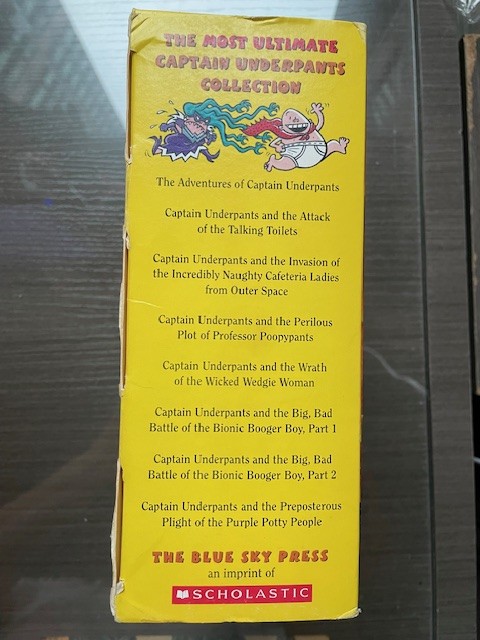 THE MOST ULTIMATE
CAPTAIN UNDERPANTS
COLLECTION
The Adventures of Captain Underpants
Captain Underpants and the Attack
of the Talking Toilets
Captain Underpants and the Invasion of
the Incredibly Naughty Cafeteria Ladies
from Outer Space
Captain Underpants and the Perilous
Plot of Professor Poopypants
Captain Underpants and the Wrath
of the Wicked Wedgie Woman
Captain Underpants and the Big, Bad
Battle of the Bionic Booger Boy, Part 1
Captain Underpants and the Big, Bad
Battle of the Bionic Booger Boy, Part 2
Captain Underpants and the Preposterous
Plight of the Purple Potty People
THE BLUE SKY PRESS
an imprint of
SCHOLASTIC